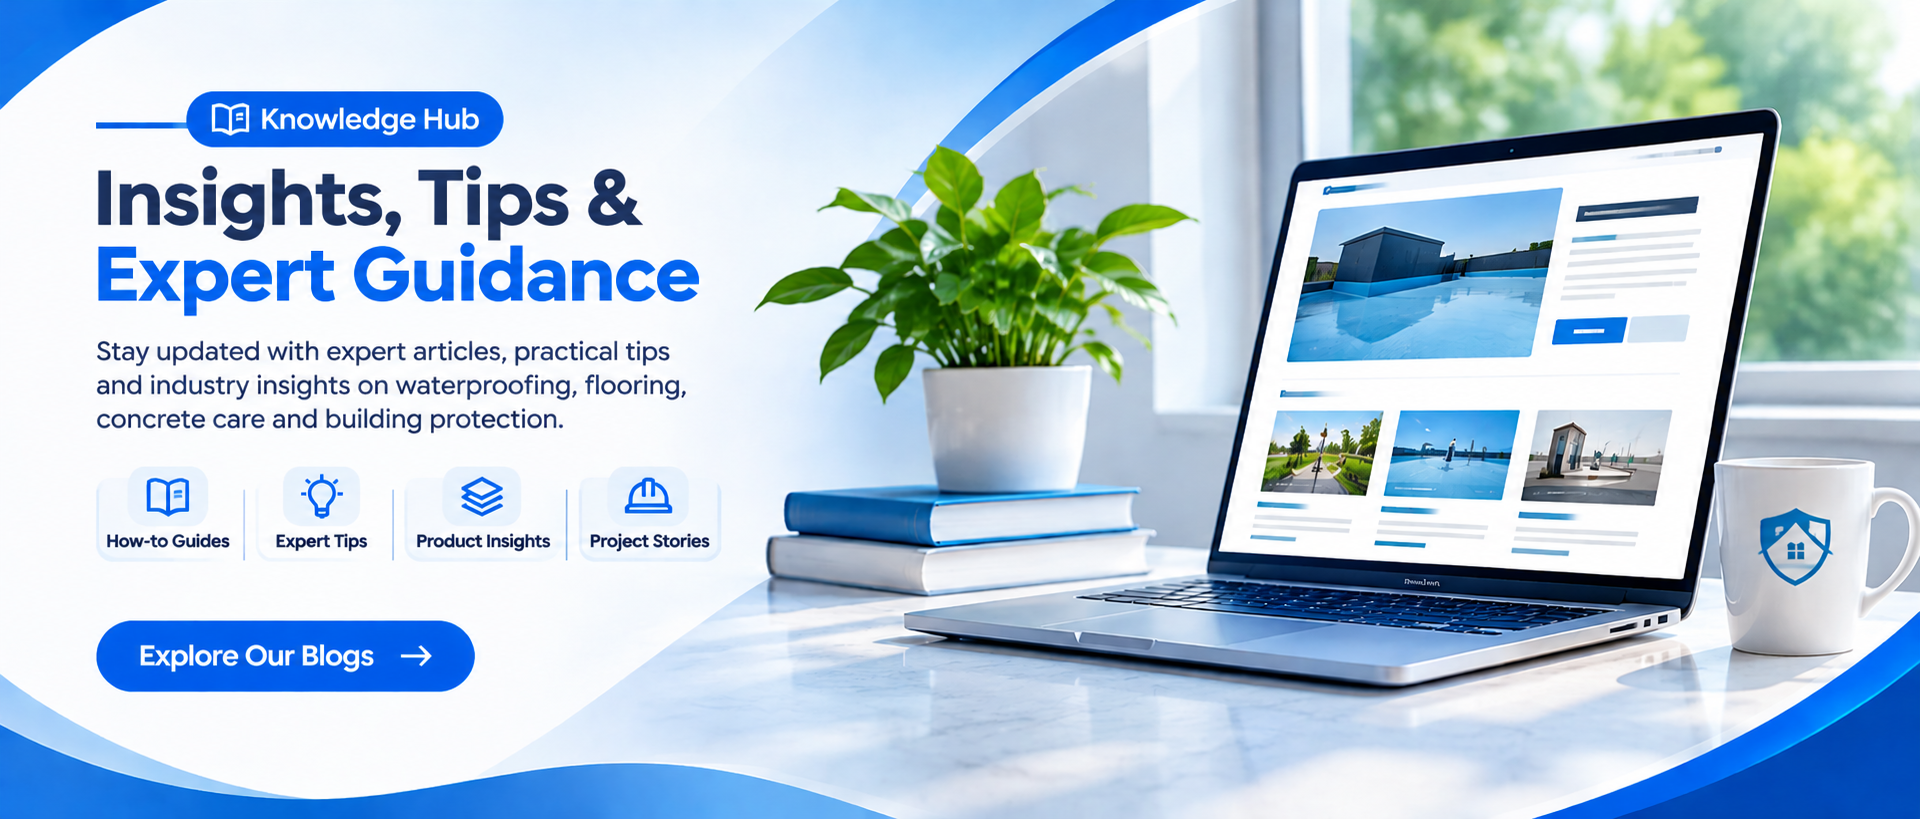 Knowledge Hub
Insights, Tips &
Expert Guidance
Stay updated with expert articles, practical tips
and industry insights on waterproofing, flooring,
concrete care and building protection.
How-to Guides
Expert Tips
Product Insights
Project Stories
Explore Our Blogs